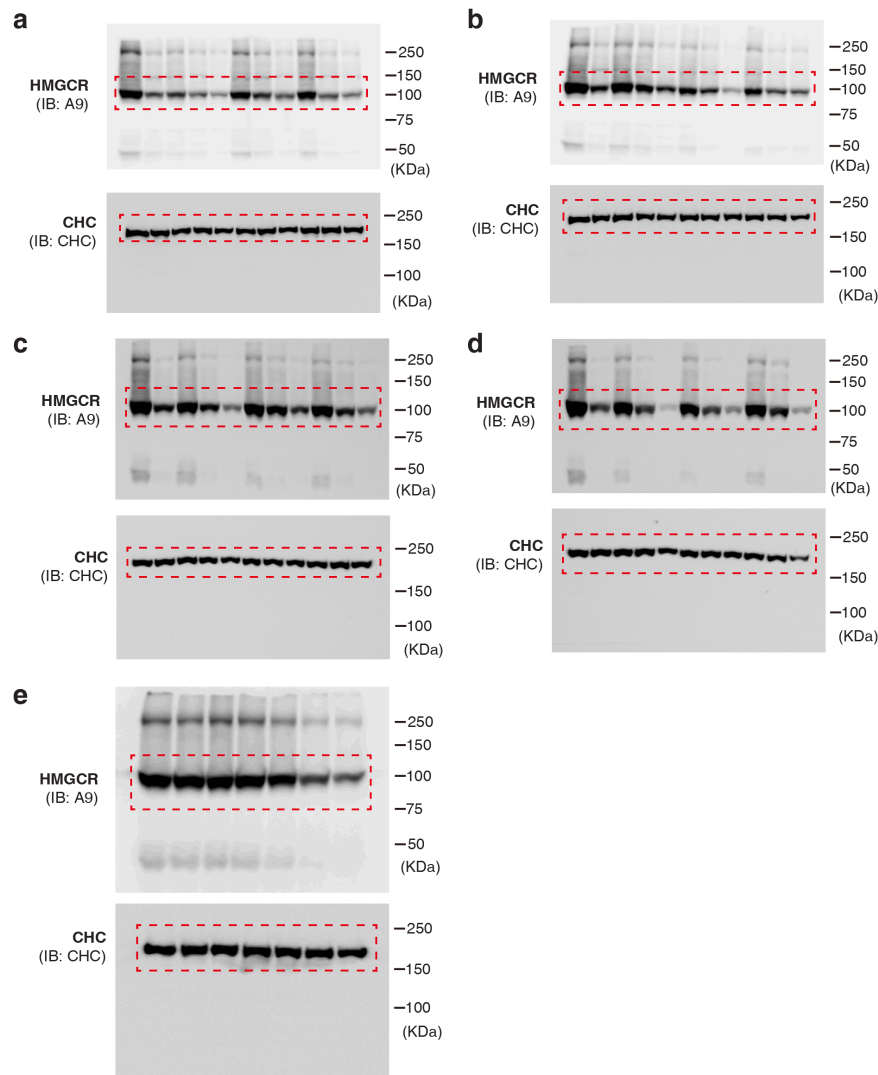 a
HMGCR
(IB: A9)
250
150
100
75
50
(KDa)
CHC
(IB: CHC)
250
150
100
(KDa)
b
HMGCR
(IB: A9)
250
150
100
75
50
(KDa)
CHC
(IB: CHC)
250
150
100
(KDa)
c
HMGCR
(IB: A9)
250
150
100
75
50
(KDa)
CHC
(IB: CHC)
250
150
100
(KDa)
d
HMGCR
(IB: A9)
250
150
100
75
50
(KDa)
CHC
(IB: CHC)
250
150
100
(KDa)
e
HMGCR
(IB: A9)
250
150
100
75
50
(KDa)
CHC
(IB: CHC)
250
150
100
(KDa)